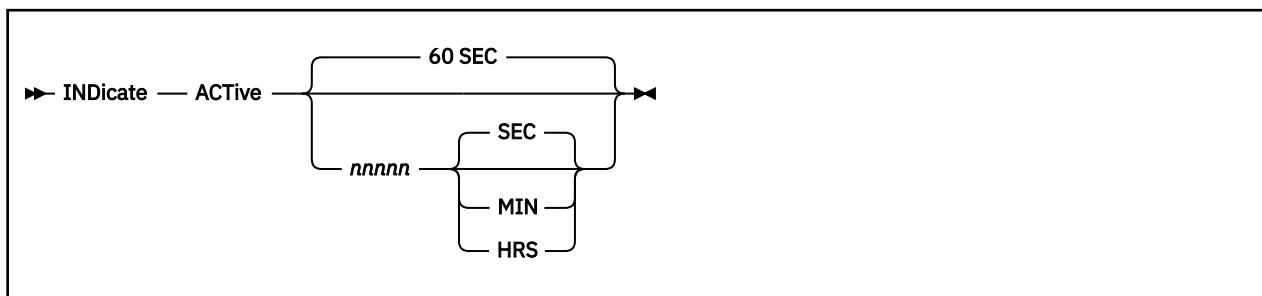 60 SEC
INDicate ACTive
SEC
nnnnn
MIN
HRS